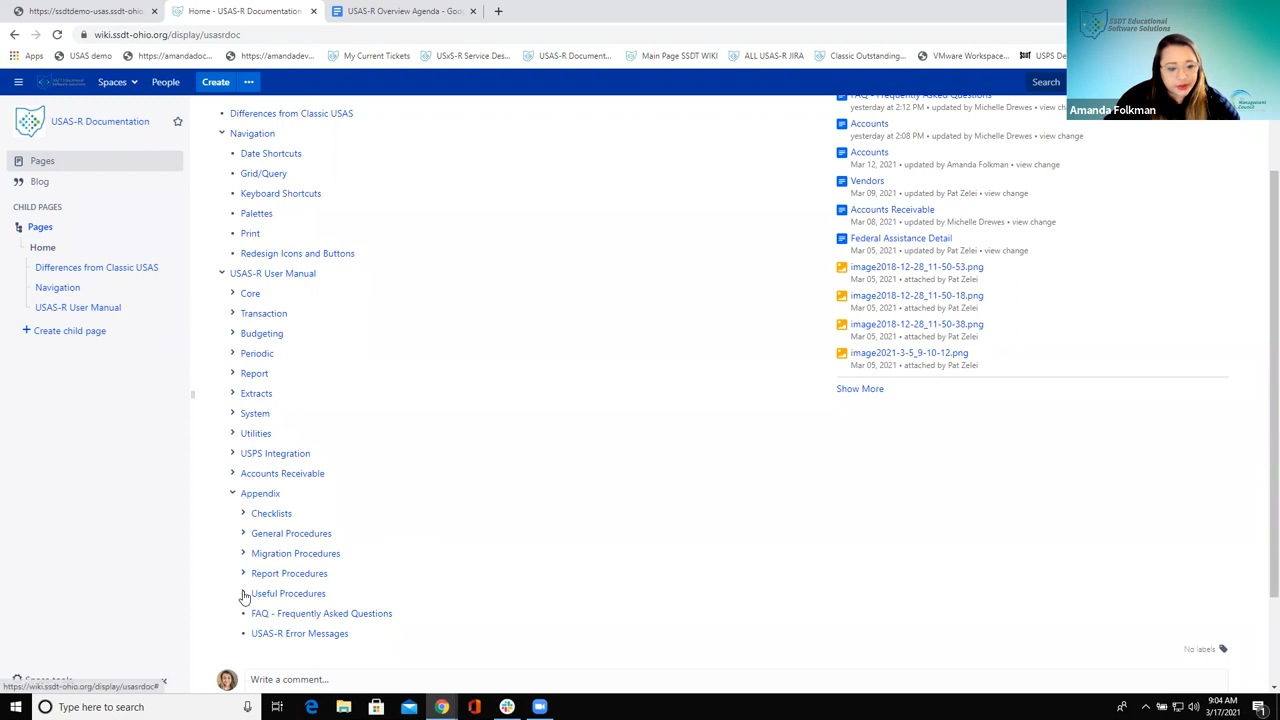 https://ssdtdemo-usas.ssdt-ohio.org/
Home - USAS-R Documentation
USAS-R Overview Agenda - Goo
wiki.ssdt-ohio.org/display/usasrdoc
Apps
USAS demo
https://amandadoc...
https://amandadev...
My Current Tickets
USxS-R Service Des...
USAS-R Document...
Main Page SSDT WIKI
ALL USAS-R JIRA
Classic Outstanding...
VMware Workspace...
USPS De
Spaces
People
Create
Search
SSDT Educational
Software Solutions
Management
Council
Amanda Folkman
USAS-R Documentation
Pages
Blog
CHILD PAGES
Pages
Home
Differences from Classic USAS
Navigation
USAS-R User Manual
Create child page
Differences from Classic USAS
Navigation
Date Shortcuts
Grid/Query
Keyboard Shortcuts
Palettes
Print
Redesign Icons and Buttons
USAS-R User Manual
Core
Transaction
Budgeting
Periodic
Report
Extracts
System
Utilities
USPS Integration
Accounts Receivable
Appendix
Checklists
General Procedures
Migration Procedures
Report Procedures
Useful Procedures
FAQ - Frequently Asked Questions
USAS-R Error Messages
FAQ - Frequently Asked Questions
yesterday at 2:12 PM • updated by Michelle Drewes • view ch
Accounts
yesterday at 2:08 PM • updated by Michelle Drewes • view change
Accounts
Mar 12, 2021 • updated by Amanda Folkman • view change
Vendors
Mar 09, 2021 • updated by Pat Zelei • view change
Accounts Receivable
Mar 08, 2021 • updated by Michelle Drewes • view change
Federal Assistance Detail
Mar 05, 2021 • updated by Pat Zelei • view change
image2018-12-28_11-50-53.png
Mar 05, 2021 • attached by Pat Zelei
image2018-12-28_11-50-18.png
Mar 05, 2021 • attached by Pat Zelei
image2018-12-28_11-50-38.png
Mar 05, 2021 • attached by Pat Zelei
image2021-3-5_9-10-12.png
Mar 05, 2021 • attached by Pat Zelei
Show More
No labels
Write a comment...
https://wiki.ssdt-ohio.org/display/usasrdoc#
Type here to search
9:04 AM
3/17/2021
1